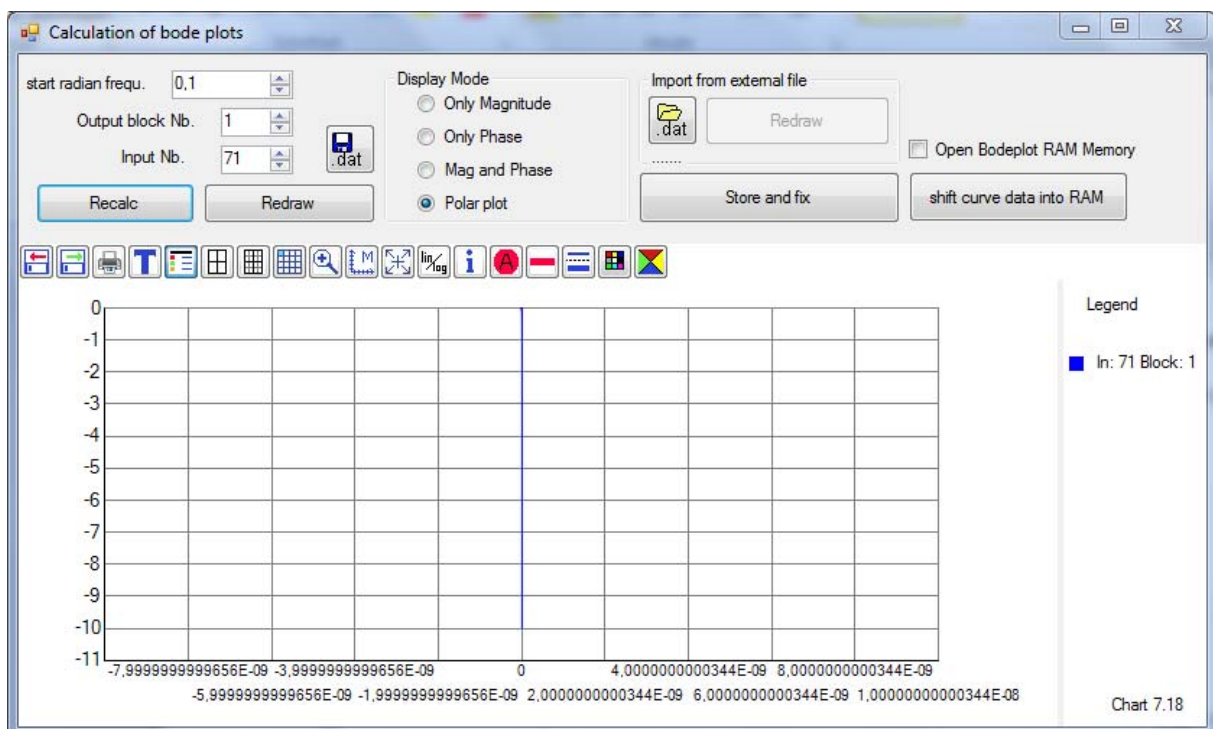 Calculation of bode plots
start radian frequ. 0,1
Output block Nb. 1
Input Nb. 71
.dat
Recalc
Redraw
Display Mode
Only Magnitude
Only Phase
Mag and Phase
Polar plot
Import from external file
.dat
Redraw
.......
Store and fix
Open Bodeplot RAM Memory
shift curve data into RAM
T
M
lin/log
i
A
0
-1
-2
-3
-4
-5
-6
-7
-8
-9
-10
-11
-7,9999999999656E-09 -3,9999999999656E-09 0 4,0000000000344E-09 8,0000000000344E-09
-5,9999999999656E-09 -1,9999999999656E-09 2,0000000000344E-09 6,0000000000344E-09 1,00000000000344E-08
Legend
In: 71 Block: 1
Chart 7.18